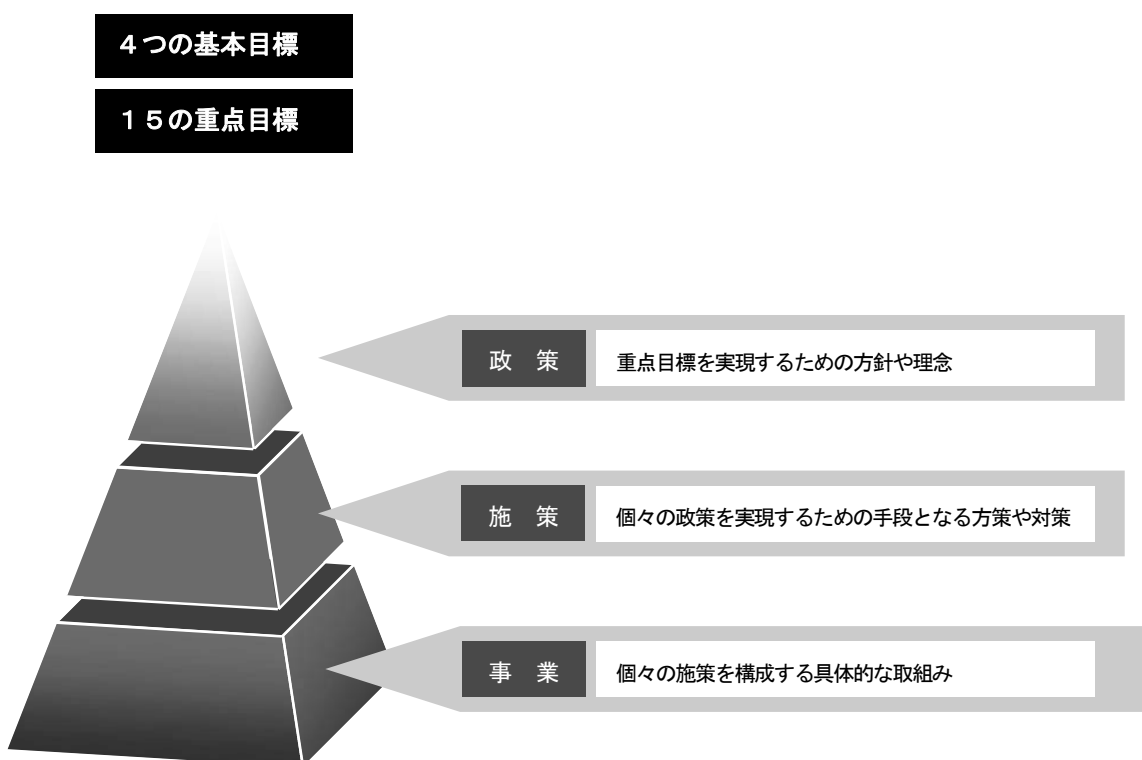 ４つの基本目標
１５の重点目標
政　策
重点目標を実現するための方針や理念
施　策
個々の政策を実現するための手段となる方策や対策
事　業
個々の施策を構成する具体的な取組み